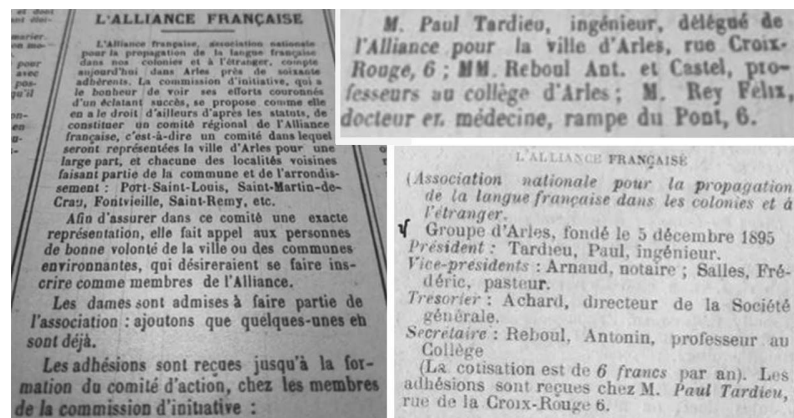 L'ALLIANCE FRANÇAISE
L'Alliance française, association nationale
pour la propagation de la langue française
dans nos colonies et à l'étranger, compte
aujourd'hui dans Arles près de soixante
adhérents. La commission d'initiative, qui a
le bonheur de voir ses efforts couronnés
d'un éclatant succès, se propose comme elle
en a le droit d'ailleurs d'après les statuts, de
constituer un comité régional de l'Alliance
française, c'est-à-dire un comité dans lequel
seront représentées la ville d'Arles pour une
large part, et chacune des localités voisines
faisant partie de la commune et de l'arrondis-
sement : Port-Saint-Louis, Saint-Martin-de-
Crau, Fontvieille, Saint-Remy, etc.
Afin d'assurer dans ce comité une exacte
représentation, elle fait appel aux personnes
de bonne volonté de la ville ou des communes
environnantes, qui désireraient se faire ins-
crire comme membres de l'Alliance.
Les dames sont admises à faire partie de
l'association : ajoutons que quelques-unes en
sont déjà.
Les adhésions sont reçues jusqu'à la for-
mation du comité d'action, chez les membres
de la commission d'initiative :
M. Paul Tardieu, ingénieur, délégué de
l'Alliance pour la ville d'Arles, rue Croix-
Rouge, 6 ; MM. Reboul Ant. et Castel, pro-
fesseurs au collège d'Arles ; M. Rey Félix,
docteur en médecine, rampe du Pont, 6.
L'ALLIANCE FRANÇAISE
(Association nationale pour la propagation
de la langue française dans les colonies et à
l'étranger.
Groupe d'Arles, fondé le 5 décembre 1895
Président : Tardieu, Paul, ingénieur.
Vice-présidents : Arnaud, notaire ; Salles, Fré-
déric, pasteur.
Trésorier : Achard, directeur de la Société
générale.
Secrétaire : Reboul, Antonin, professeur au
Collège
(La cotisation est de 6 francs par an). Les
adhésions sont reçues chez M. Paul Tardieu,
rue de la Croix-Rouge 6.